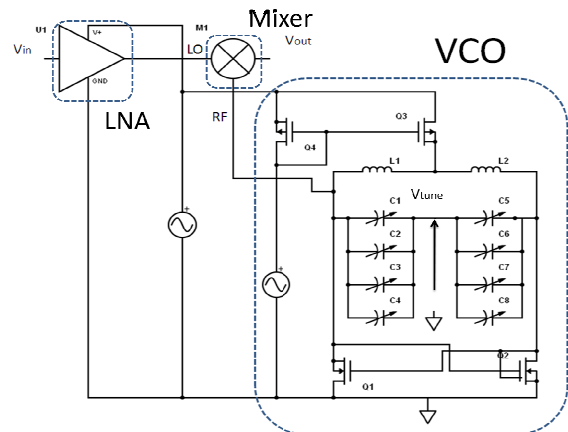 Mixer
U1
V+
M1
Vin
LO
Vout
VCO
GND
LNA
RF
Q4
Q3
L1
L2
Vtune
C1
C5
C2
C6
C3
C7
C4
C8
Q1
Q2
+
+